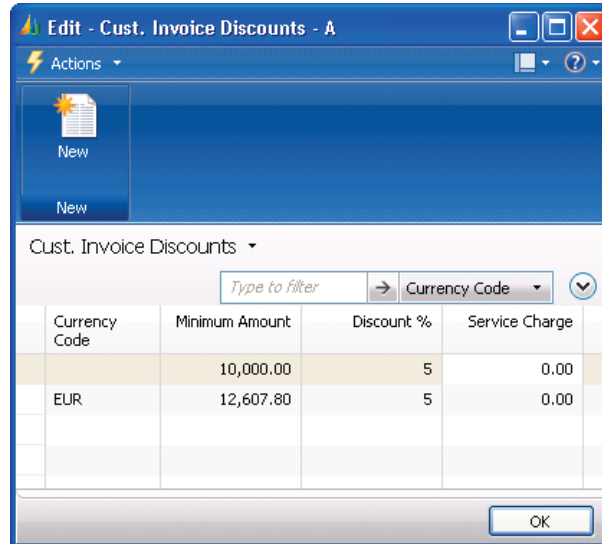 Edit - Cust. Invoice Discounts - A
Actions
New
New
Cust. Invoice Discounts
Type to filter
Currency Code
Currency Code Minimum Amount Discount % Service Charge
10,000.00 5 0.00
EUR 12,607.80 5 0.00
OK